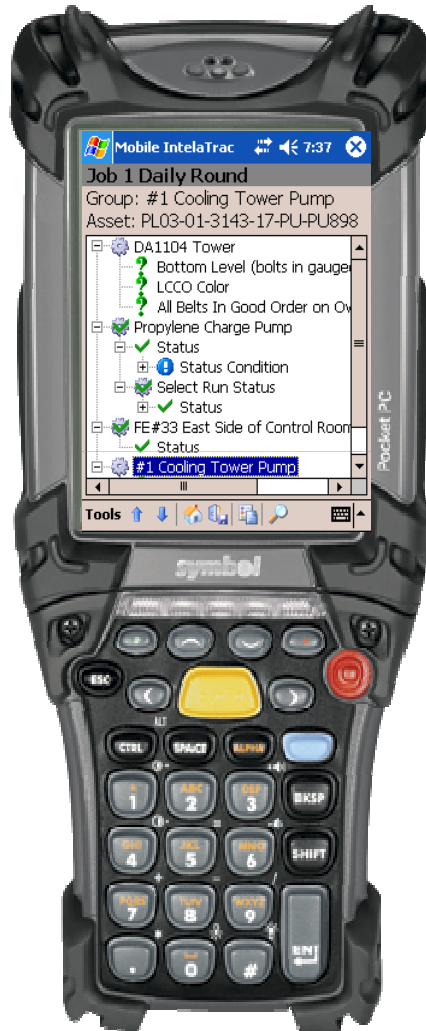 Mobile IntelaTrac 7:37
Job 1 Daily Round
Group: #1 Cooling Tower Pump
Asset: PL03-01-3143-17-PU-PU898
DA1104 Tower
Bottom Level (bolts in gauge
LCCO Color
All Belts In Good Order on Ov
Propylene Charge Pump
Status
Status Condition
Select Run Status
Status
FE#33 East Side of Control Room
Status
#1 Cooling Tower Pump
Tools
Pocket PC
symbol
ESC
ALT
CTRL SPACE ALPHA
1 ABC 2 DEF 3 BKSP
GHI 4 JKL 5 MNO 6 SHIFT
PQRS 7 TUV 8 WXYZ 9
. 0 # ENT